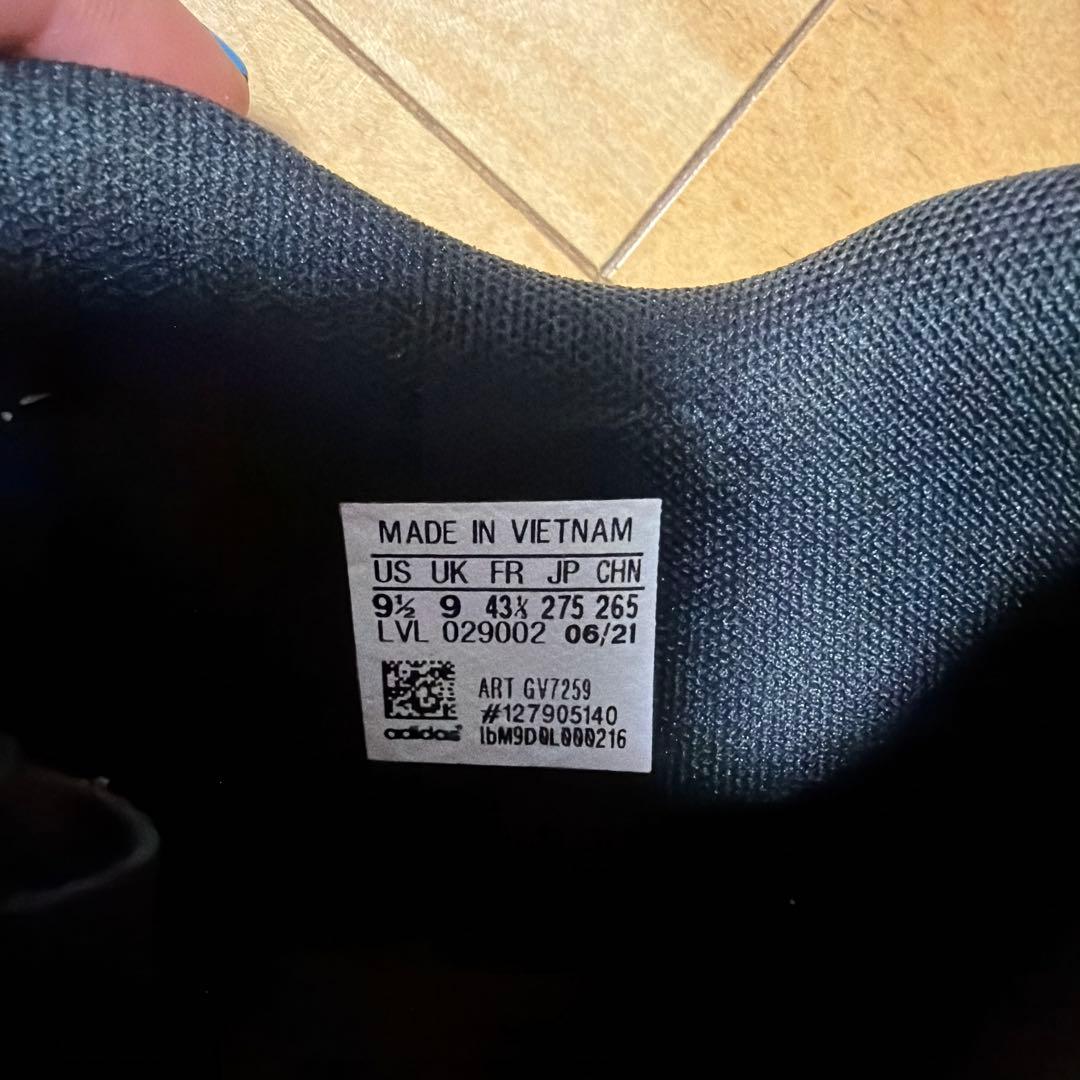 MADE IN VIETNAM
US UK FR JP CHN
9½ 9 43⅓ 275 265
LVL 029002 06/21
ART GV7259
#127905140
adidas
IbM9D0L000216